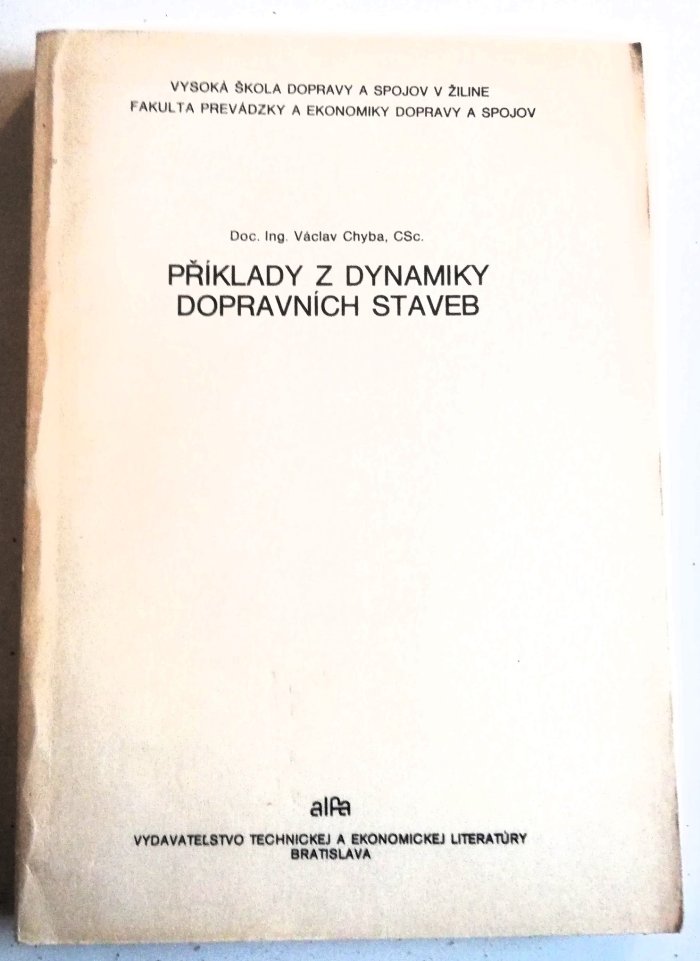 VYSOKÁ ŠKOLA DOPRAVY A SPOJOV V ŽILINE
FAKULTA PREVÁDZKY A EKONOMIKY DOPRAVY A SPOJOV
Doc. Ing. Václav Chyba, CSc.
PŘÍKLADY Z DYNAMIKY
DOPRAVNÍCH STAVEB
alfa
VYDAVATEĽSTVO TECHNICKEJ A EKONOMICKEJ LITERATÚRY
BRATISLAVA